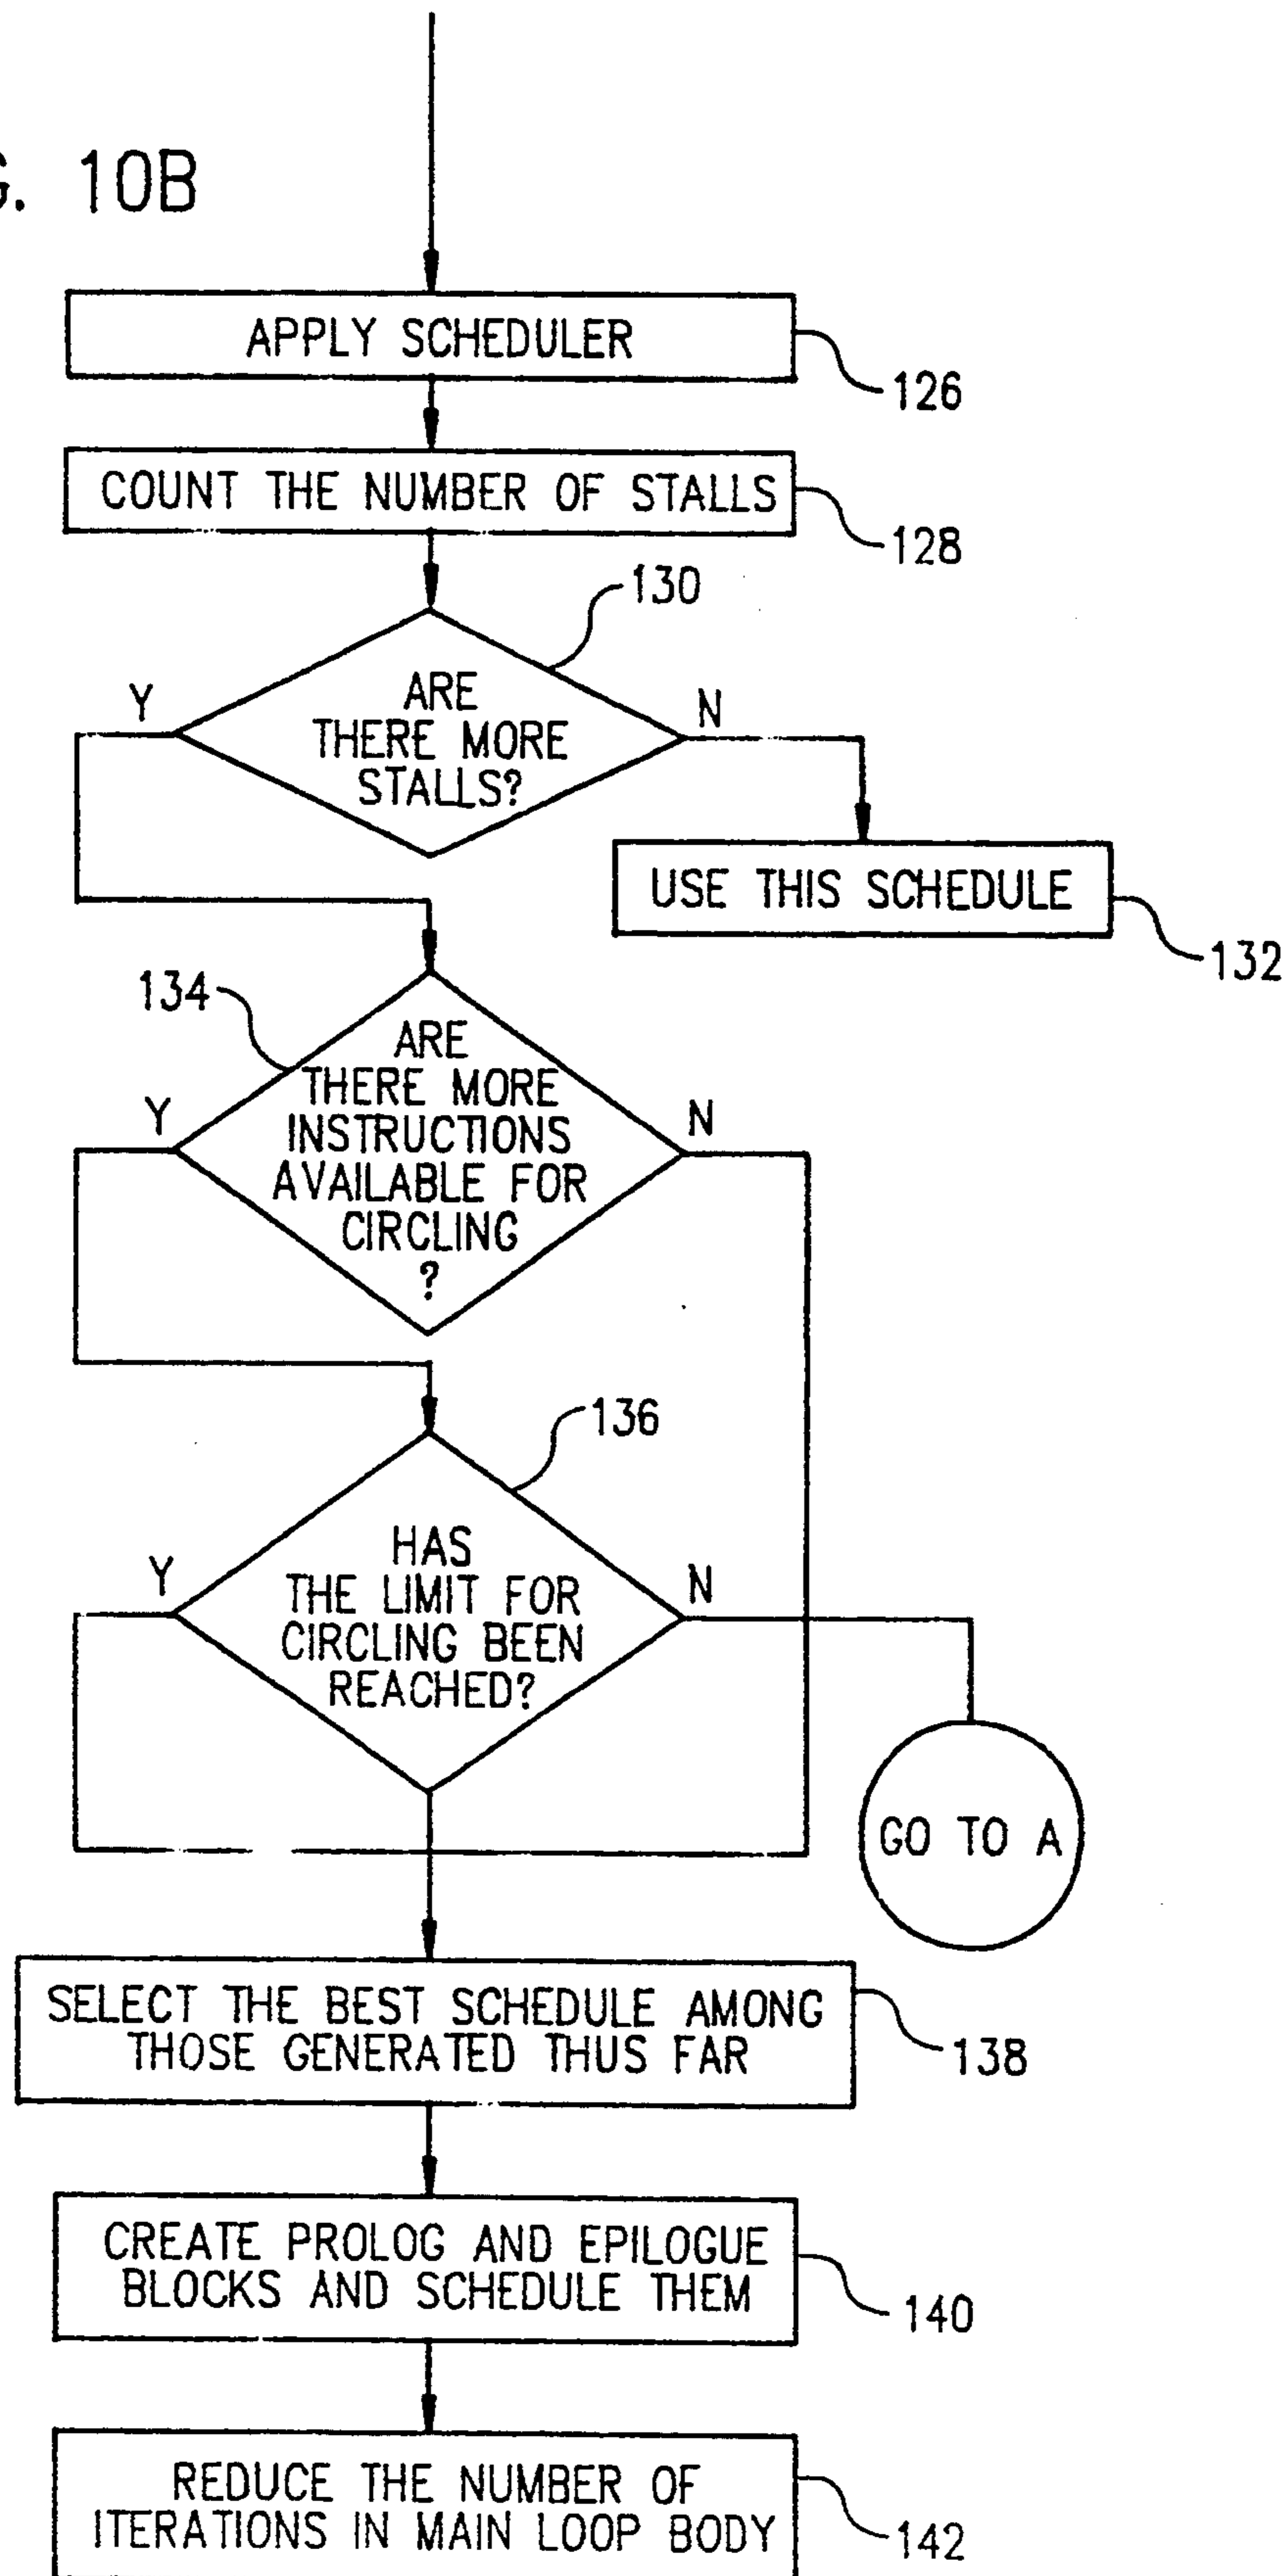 G. 10B
APPLY SCHEDULER
126
COUNT THE NUMBER OF STALLS
128
130
Y
ARE
THERE MORE
STALLS?
N
USE THIS SCHEDULE
132
134
Y
ARE
THERE MORE
INSTRUCTIONS
AVAILABLE FOR
CIRCLING
?
N
136
Y
HAS
THE LIMIT FOR
CIRCLING BEEN
REACHED?
N
GO TO A
SELECT THE BEST SCHEDULE AMONG
THOSE GENERATED THUS FAR
138
CREATE PROLOG AND EPILOGUE
BLOCKS AND SCHEDULE THEM
140
REDUCE THE NUMBER OF
ITERATIONS IN MAIN LOOP BODY
142